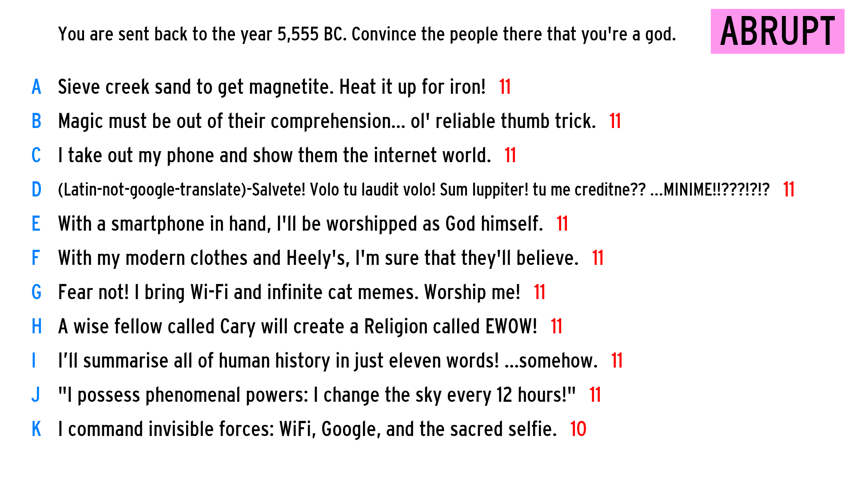 You are sent back to the year 5,555 BC. Convince the people there that you're a god.
ABRUPT
A Sieve creek sand to get magnetite. Heat it up for iron! 11
B Magic must be out of their comprehension... ol' reliable thumb trick. 11
C I take out my phone and show them the internet world. 11
D (Latin-not-google-translate)-Salvete! Volo tu laudit volo! Sum Iuppiter! tu me creditne?? ...MINIME!!???!?!? 11
E With a smartphone in hand, I'll be worshipped as God himself. 11
F With my modern clothes and Heely's, I'm sure that they'll believe. 11
G Fear not! I bring Wi-Fi and infinite cat memes. Worship me! 11
H A wise fellow called Cary will create a Religion called EWOW! 11
I I’ll summarise all of human history in just eleven words! ...somehow. 11
J "I possess phenomenal powers: I change the sky every 12 hours!" 11
K I command invisible forces: WiFi, Google, and the sacred selfie. 10